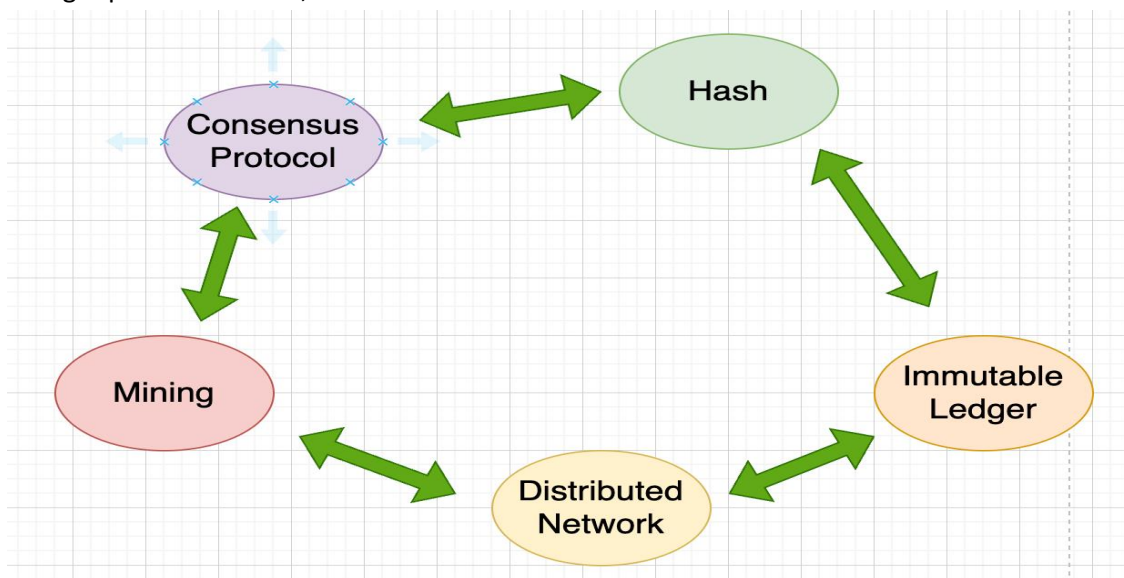 Consensus
Protocol
Hash
Mining
Immutable
Ledger
Distributed
Network